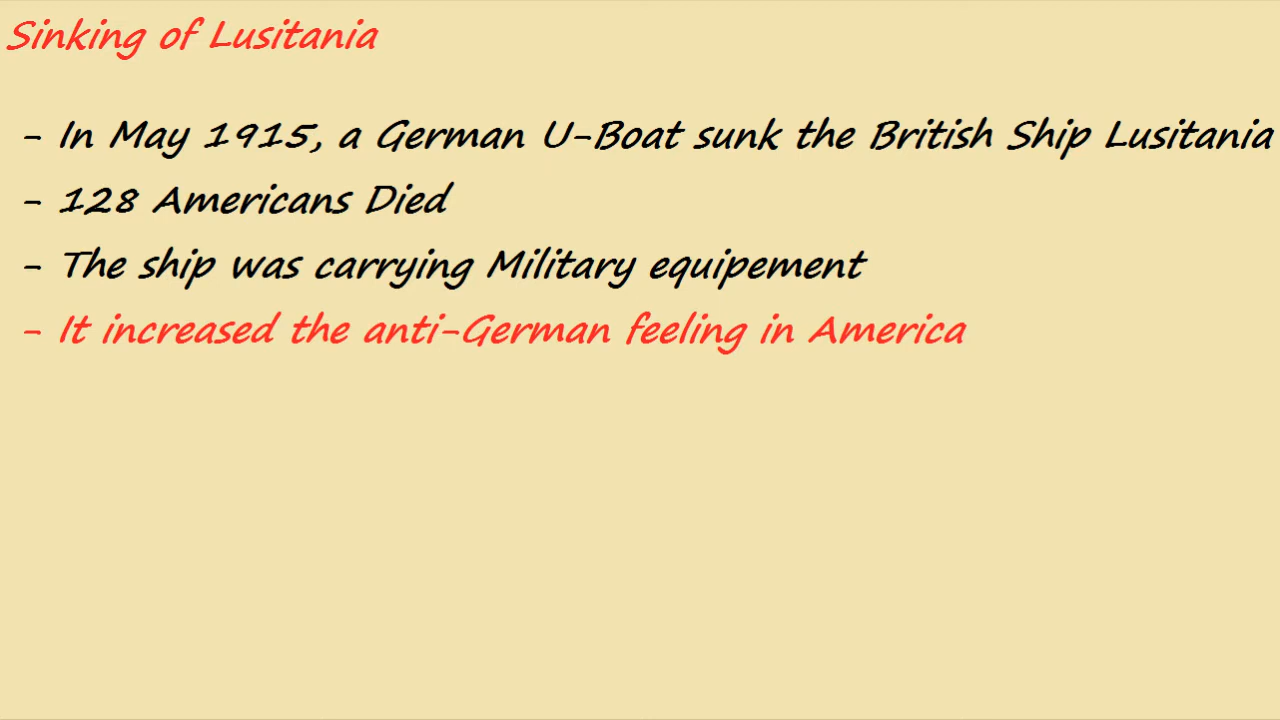 Sinking of Lusitania
- In May 1915, a German U-Boat sunk the British Ship Lusitania
- 128 Americans Died
- The ship was carrying Military equipement
- It increased the anti-German feeling in America